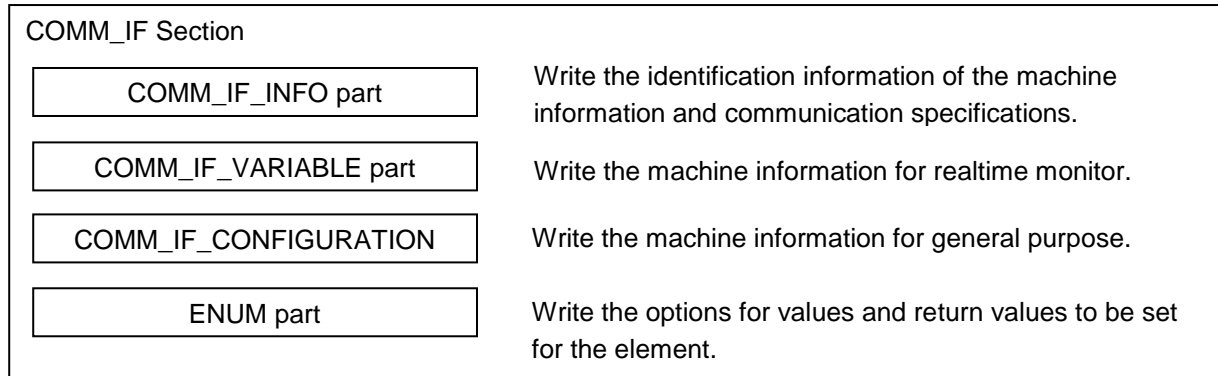 COMM_IF Section
COMM_IF_INFO part
Write the identification information of the machine
information and communication specifications.
COMM_IF_VARIABLE part
Write the machine information for realtime monitor.
COMM_IF_CONFIGURATION
Write the machine information for general purpose.
ENUM part
Write the options for values and return values to be set
for the element.